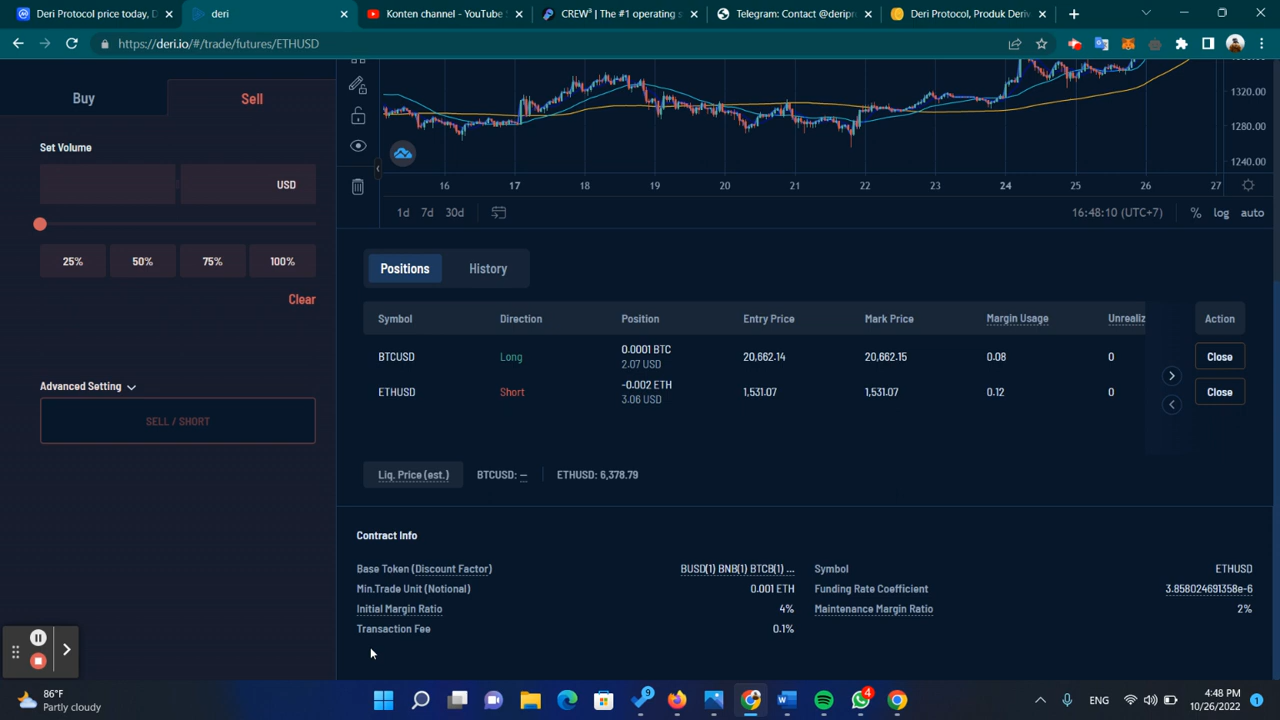 Deri Protocol price today, D
deri
Konten channel - YouTube S
CREW³ | The #1 operating s
Telegram: Contact @deripro
Deri Protocol, Produk Deriv
https://deri.io/#/trade/futures/ETHUSD
Buy
Sell
Set Volume
USD
25%
50%
75%
100%
Clear
Advanced Setting
SELL / SHORT
1320.00
1280.00
1240.00
16
17
18
19
20
21
22
23
24
25
26
27
1d
7d
30d
16:48:10 (UTC+7)
%
log
auto
Positions
History
Symbol
Direction
Position
Entry Price
Mark Price
Margin Usage
Unrealiz
Action
BTCUSD
Long
0.0001 BTC
2.07 USD
20,662.14
20,662.15
0.08
0
Close
ETHUSD
Short
-0.002 ETH
3.06 USD
1,531.07
1,531.07
0.12
0
Close
Liq. Price (est.)
BTCUSD: --
ETHUSD: 6,378.79
Contract Info
Base Token (Discount Factor)
BUSD(1) BNB(1) BTCB(1) ...
Symbol
ETHUSD
Min.Trade Unit (Notional)
0.001 ETH
Funding Rate Coefficient
3.858024691358e-6
Initial Margin Ratio
4%
Maintenance Margin Ratio
2%
Transaction Fee
0.1%
86°F
Partly cloudy
9
4
ENG
4:48 PM
10/26/2022
1